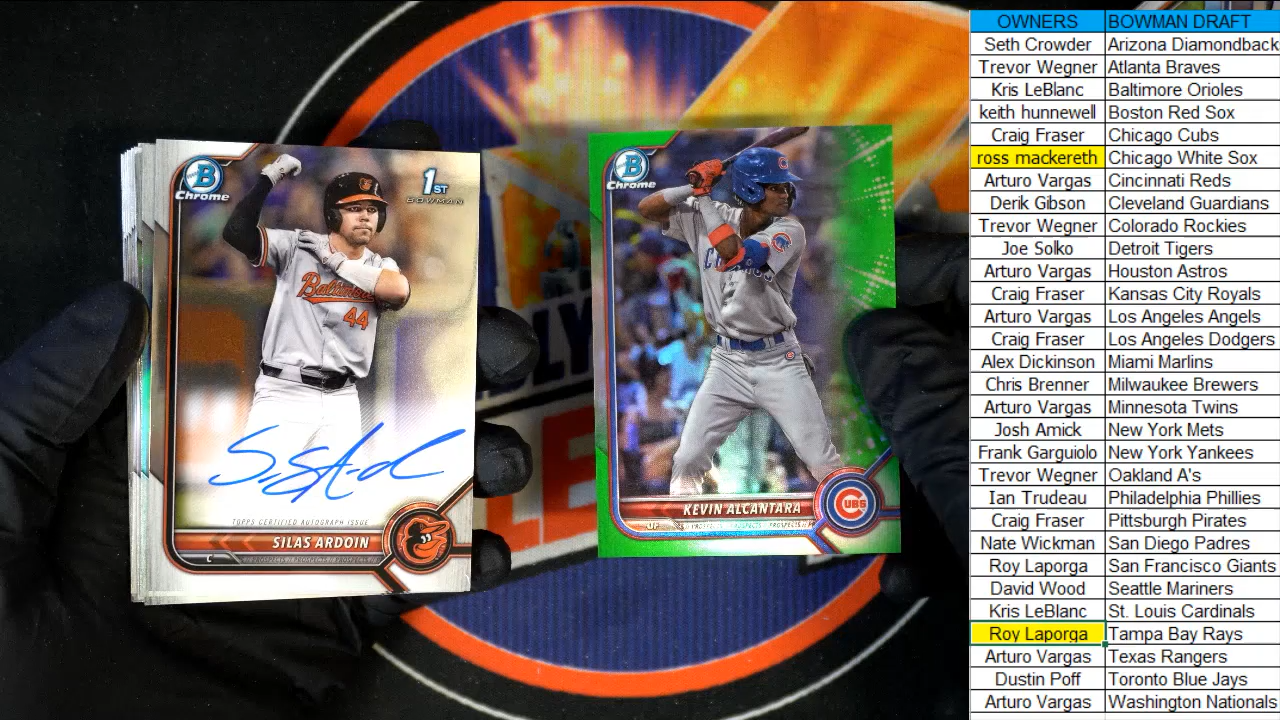 B
Chrome
1ST
BOWMAN
Baltimore
44
TOPPS CERTIFIED AUTOGRAPH ISSUE
SILAS ARDOIN
C
B
Chrome
KEVIN ALCANTARA
OF
CUBS
OWNERS BOWMAN DRAFT
Seth Crowder Arizona Diamondback
Trevor Wegner Atlanta Braves
Kris LeBlanc Baltimore Orioles
keith hunnewell Boston Red Sox
Craig Fraser Chicago Cubs
ross mackereth Chicago White Sox
Arturo Vargas Cincinnati Reds
Derik Gibson Cleveland Guardians
Trevor Wegner Colorado Rockies
Joe Solko Detroit Tigers
Arturo Vargas Houston Astros
Craig Fraser Kansas City Royals
Arturo Vargas Los Angeles Angels
Craig Fraser Los Angeles Dodgers
Alex Dickinson Miami Marlins
Chris Brenner Milwaukee Brewers
Arturo Vargas Minnesota Twins
Josh Amick New York Mets
Frank Garguiolo New York Yankees
Trevor Wegner Oakland A's
Ian Trudeau Philadelphia Phillies
Craig Fraser Pittsburgh Pirates
Nate Wickman San Diego Padres
Roy Laporga San Francisco Giants
David Wood Seattle Mariners
Kris LeBlanc St. Louis Cardinals
Roy Laporga Tampa Bay Rays
Arturo Vargas Texas Rangers
Dustin Poff Toronto Blue Jays
Arturo Vargas Washington Nationals